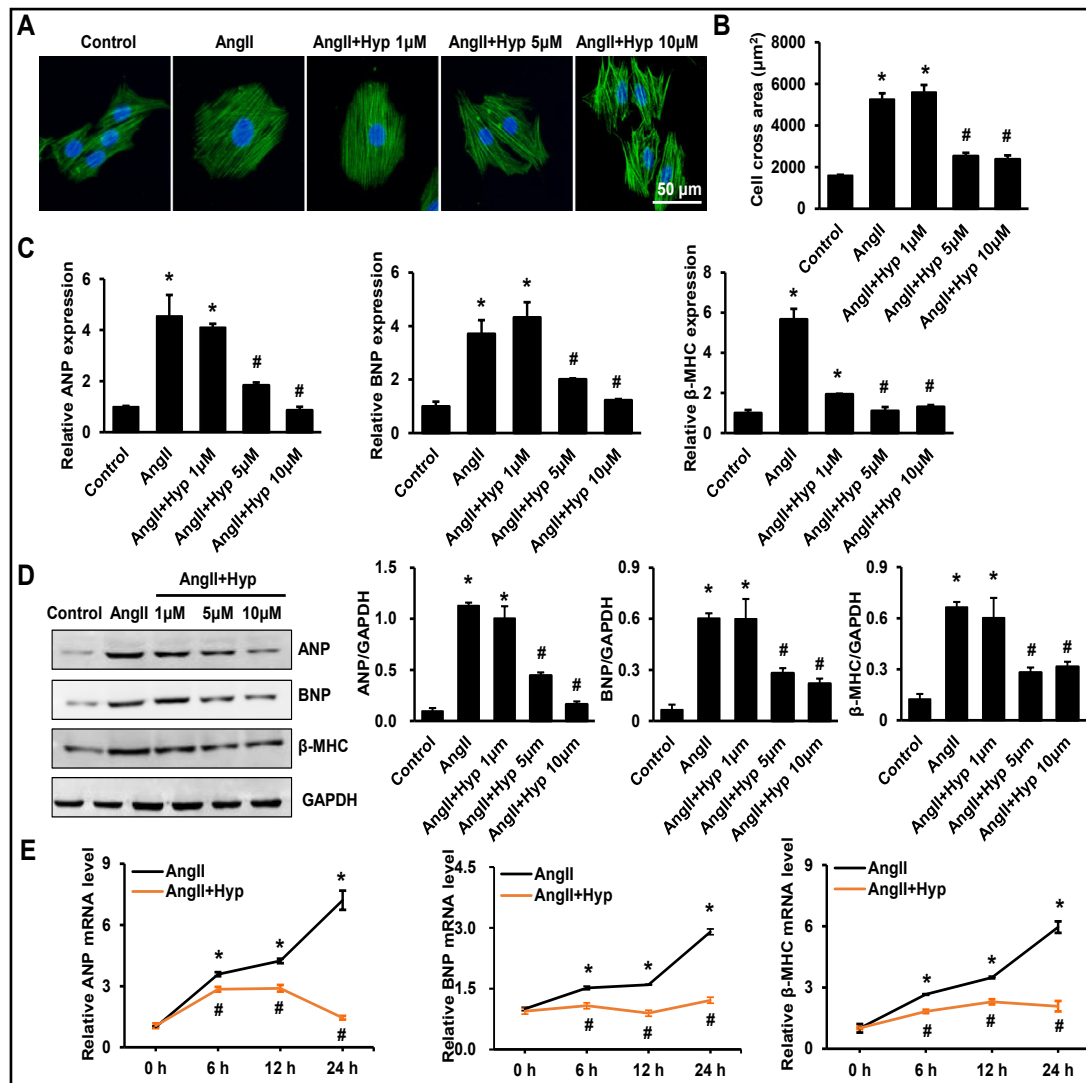 A
Control AngII AngII+Hyp 1μM AngII+Hyp 5μM AngII+Hyp 10μM
50 μm
B
Cell cross area (μm²)
8000
6000
4000
2000
0
* * # #
Control AngII AngII+Hyp 1μM AngII+Hyp 5μM AngII+Hyp 10μM
C
Relative ANP expression
6
4
2
0
* * # #
Control AngII AngII+Hyp 1μM AngII+Hyp 5μM AngII+Hyp 10μM
Relative BNP expression
6
4
2
0
* * # #
Control AngII AngII+Hyp 1μM AngII+Hyp 5μM AngII+Hyp 10μM
Relative β-MHC expression
8
6
4
2
0
* * # #
Control AngII AngII+Hyp 1μM AngII+Hyp 5μM AngII+Hyp 10μM
D
AngII+Hyp
Control AngII 1μM 5μM 10μM
ANP
BNP
β-MHC
GAPDH
ANP/GAPDH
1.5
1.0
0.5
0.0
* * # #
Control AngII AngII+Hyp 1μm AngII+Hyp 5μm AngII+Hyp 10μm
BNP/GAPDH
0.9
0.6
0.3
0.0
* * # #
Control AngII AngII+Hyp 1μm AngII+Hyp 5μm AngII+Hyp 10μm
β-MHC/GAPDH
0.9
0.6
0.3
0.0
* * # #
Control AngII AngII+Hyp 1μm AngII+Hyp 5μm AngII+Hyp 10μm
E
Relative ANP mRNA level
9
6
3
0
AngII
AngII+Hyp
* * *
# # #
0 h 6 h 12 h 24 h
Relative BNP mRNA level
4.5
3.0
1.5
0.0
AngII
AngII+Hyp
* * *
# # #
0 h 6 h 12 h 24 h
Relative β-MHC mRNA level
9
6
3
0
AngII
AngII+Hyp
* * *
# # #
0 h 6 h 12 h 24 h